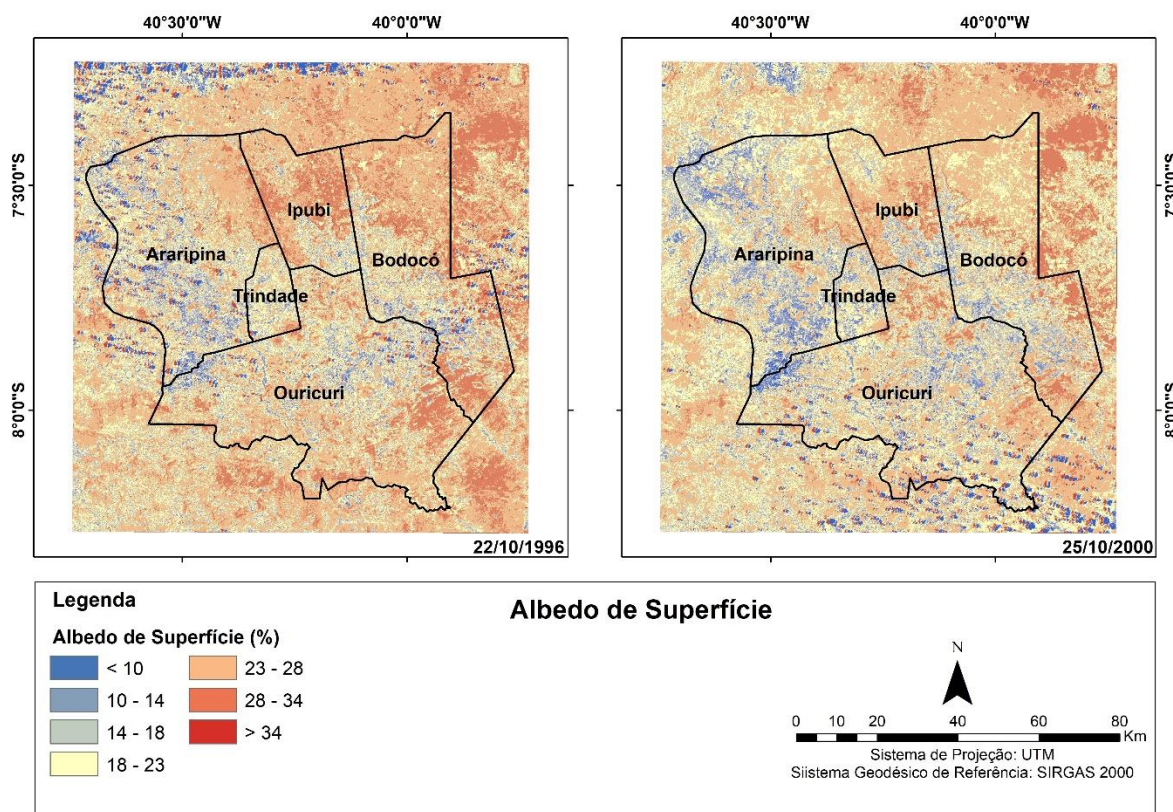 40°30'0"W 40°0'0"W 40°30'0"W 40°0'0"W
7°30'0"S
8°0'0"S
Ipubi
Araripina
Bodocó
Trindade
Ouricuri
22/10/1996
Ipubi
Araripina
Bodocó
Trindade
Ouricuri
25/10/2000
7°30'0"S
8°0'0"S
Legenda
Albedo de Superfície
Albedo de Superfície (%)
< 10
10 - 14
14 - 18
18 - 23
23 - 28
28 - 34
> 34
N
0 10 20 40 60 80
Km
Sistema de Projeção: UTM
Siistema Geodésico de Referência: SIRGAS 2000